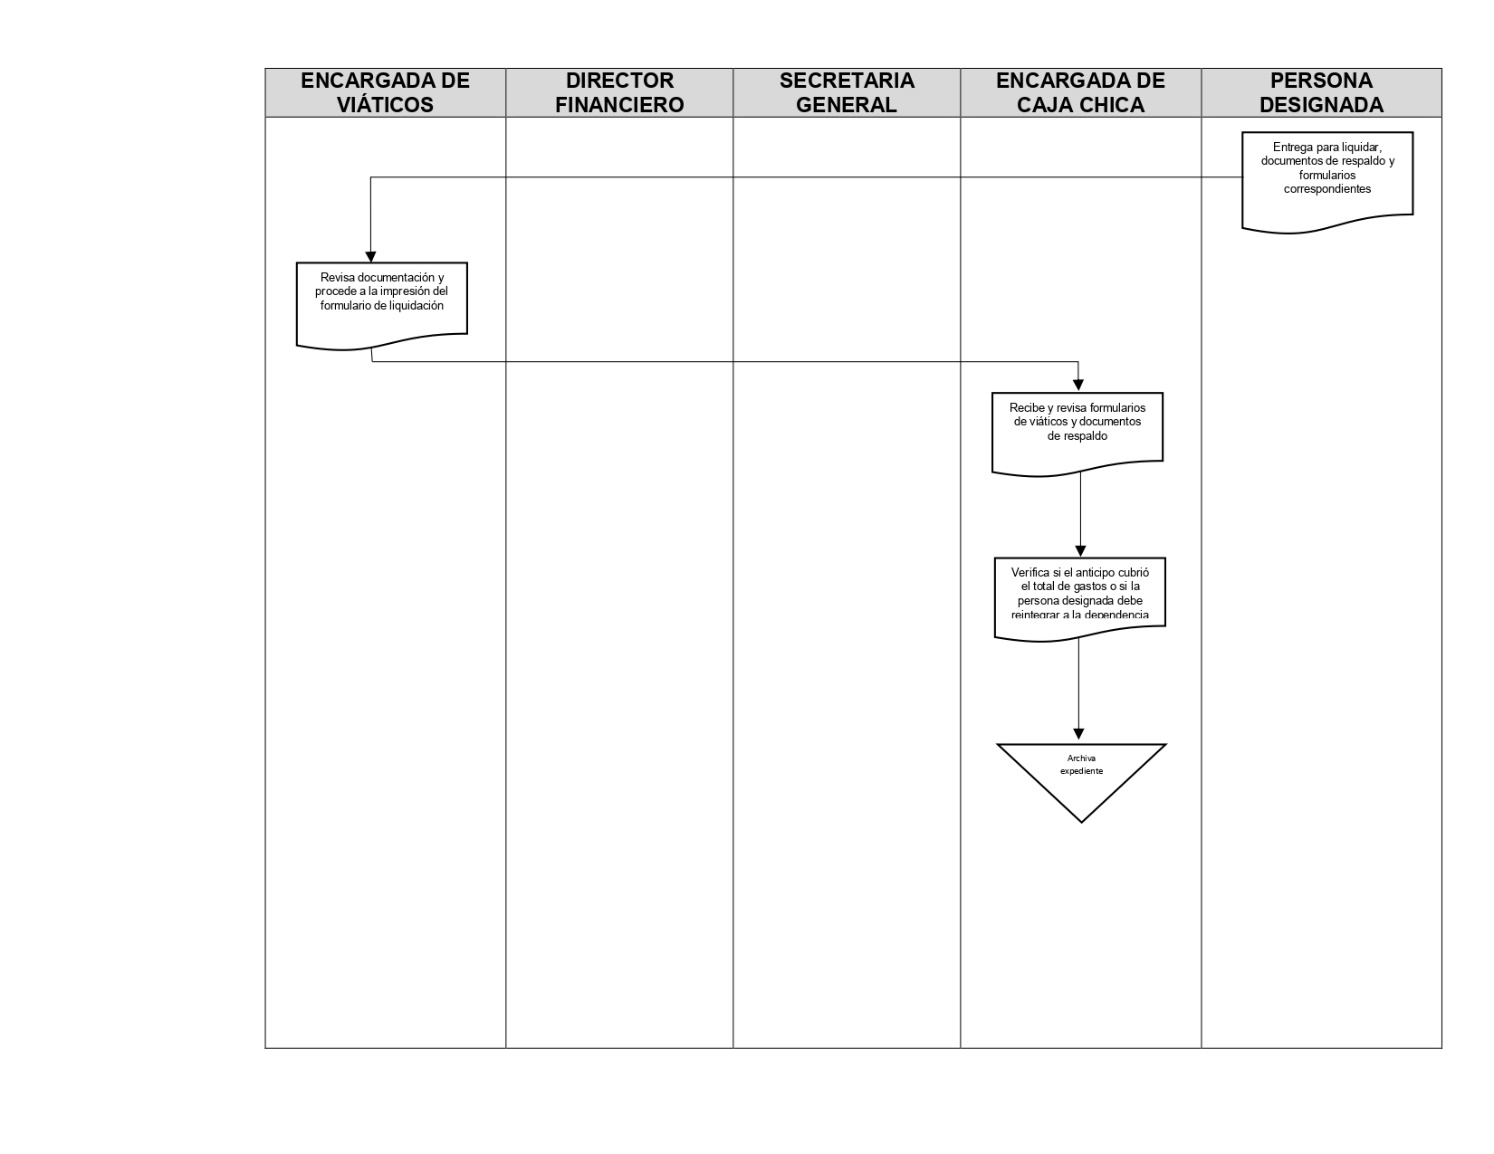 ENCARGADA DE
VIÁTICOS
DIRECTOR
FINANCIERO
SECRETARIA
GENERAL
ENCARGADA DE
CAJA CHICA
PERSONA
DESIGNADA
Entrega para liquidar,
documentos de respaldo y
formularios
correspondientes
Revisa documentación y
procede a la impresión del
formulario de liquidación
Recibe y revisa formularios
de viáticos y documentos
de respaldo
Verifica si el anticipo cubrió
el total de gastos o si la
persona designada debe
reintegrar a la dependencia
Archiva
expediente